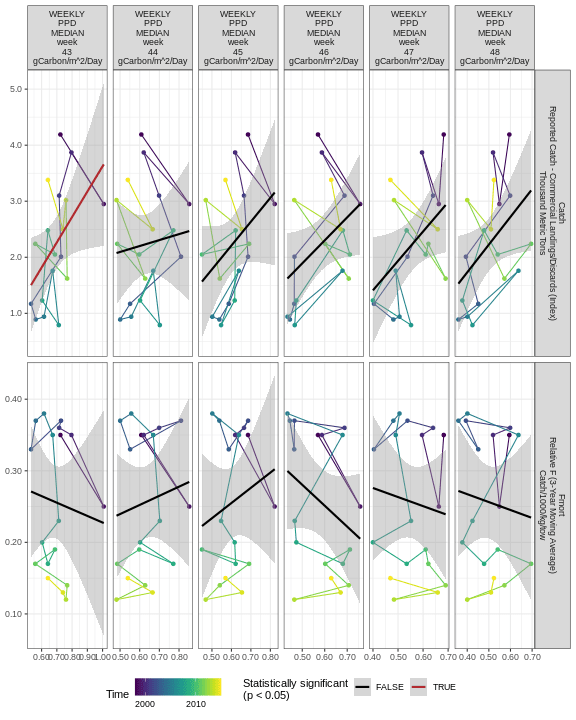 WEEKLY
PPD
MEDIAN
week
43
gCarbon/m^2/Day
WEEKLY
PPD
MEDIAN
week
44
gCarbon/m^2/Day
WEEKLY
PPD
MEDIAN
week
45
gCarbon/m^2/Day
WEEKLY
PPD
MEDIAN
week
46
gCarbon/m^2/Day
WEEKLY
PPD
MEDIAN
week
47
gCarbon/m^2/Day
WEEKLY
PPD
MEDIAN
week
48
gCarbon/m^2/Day
5.0
4.0
3.0
2.0
1.0
Catch
Reported Catch - Commercial Landings/Discards (Index)
Thousand Metric Tons
0.40
0.30
0.20
0.10
Fmort
Relative F (3-Year Moving Average)
Catch/1000/kg/tow
0.60 0.70 0.80 0.90 1.00
0.50 0.60 0.70 0.80
0.50 0.60 0.70 0.80
0.50 0.60 0.70
0.40 0.50 0.60 0.70
0.40 0.50 0.60 0.70
Time
2000 2010
Statistically significant
(p < 0.05)
FALSE
TRUE